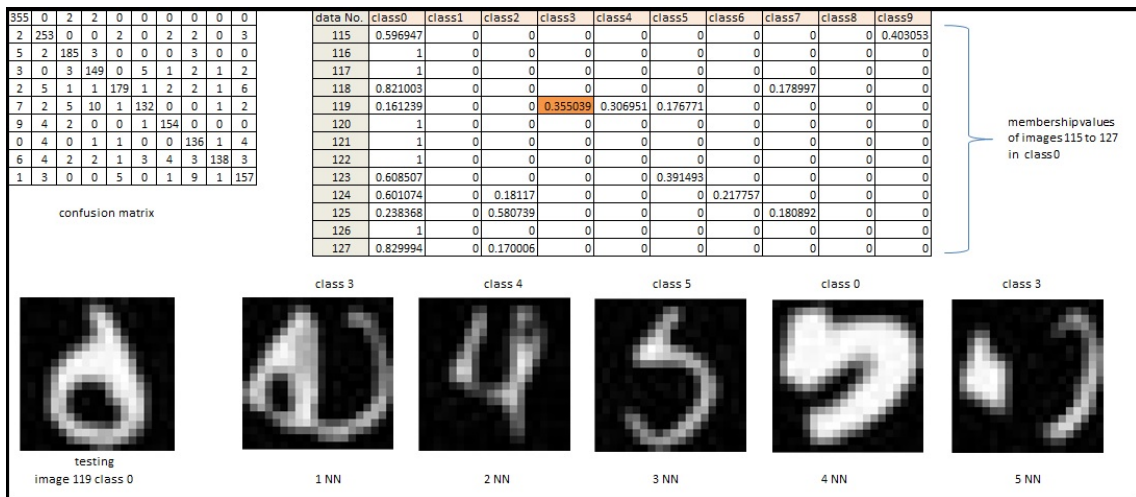 355 0 2 2 0 0 0 0 0 0
2 253 0 0 2 0 2 2 0 3
5 2 185 3 0 0 0 3 0 0
3 0 3 149 0 5 1 2 1 2
2 5 1 1 179 1 2 2 1 6
7 2 5 10 1 132 0 0 1 2
9 4 2 0 0 1 154 0 0 0
0 4 0 1 1 0 0 136 1 4
6 4 2 2 1 3 4 3 138 3
1 3 0 0 5 0 1 9 1 157
confusion matrix
data No. class0 class1 class2 class3 class4 class5 class6 class7 class8 class9
115 0.596947 0 0 0 0 0 0 0 0 0.403053
116 1 0 0 0 0 0 0 0 0 0
117 1 0 0 0 0 0 0 0 0 0
118 0.821003 0 0 0 0 0 0 0.178997 0 0
119 0.161239 0 0 0.355039 0.306951 0.176771 0 0 0 0
120 1 0 0 0 0 0 0 0 0 0
121 1 0 0 0 0 0 0 0 0 0
122 1 0 0 0 0 0 0 0 0 0
123 0.608507 0 0 0 0 0.391493 0 0 0 0
124 0.601074 0 0.18117 0 0 0 0.217757 0 0 0
125 0.238368 0 0.580739 0 0 0 0 0.180892 0 0
126 1 0 0 0 0 0 0 0 0 0
127 0.829994 0 0.170006 0 0 0 0 0 0 0
membershipvalues
of images 115 to 127
in class0
class 3 class 4 class 5 class 0 class 3
testing
image 119 class 0 1 NN 2 NN 3 NN 4 NN 5 NN